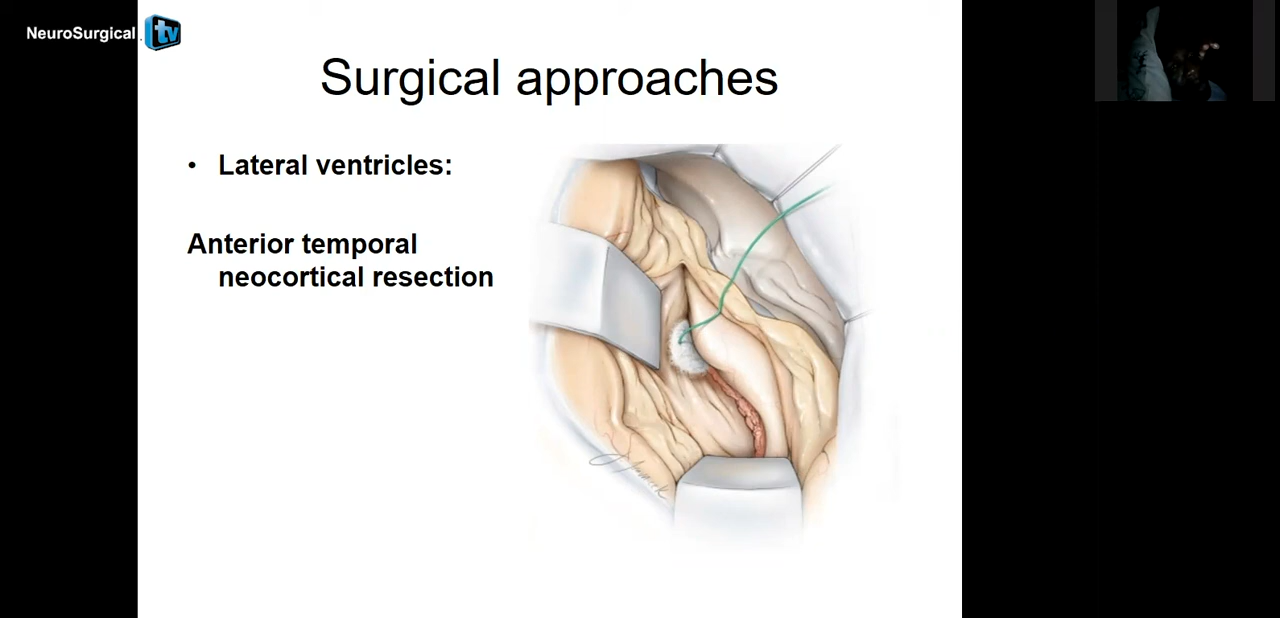 NeuroSurgical tv
Surgical approaches
• Lateral ventricles:
Anterior temporal
neocortical resection